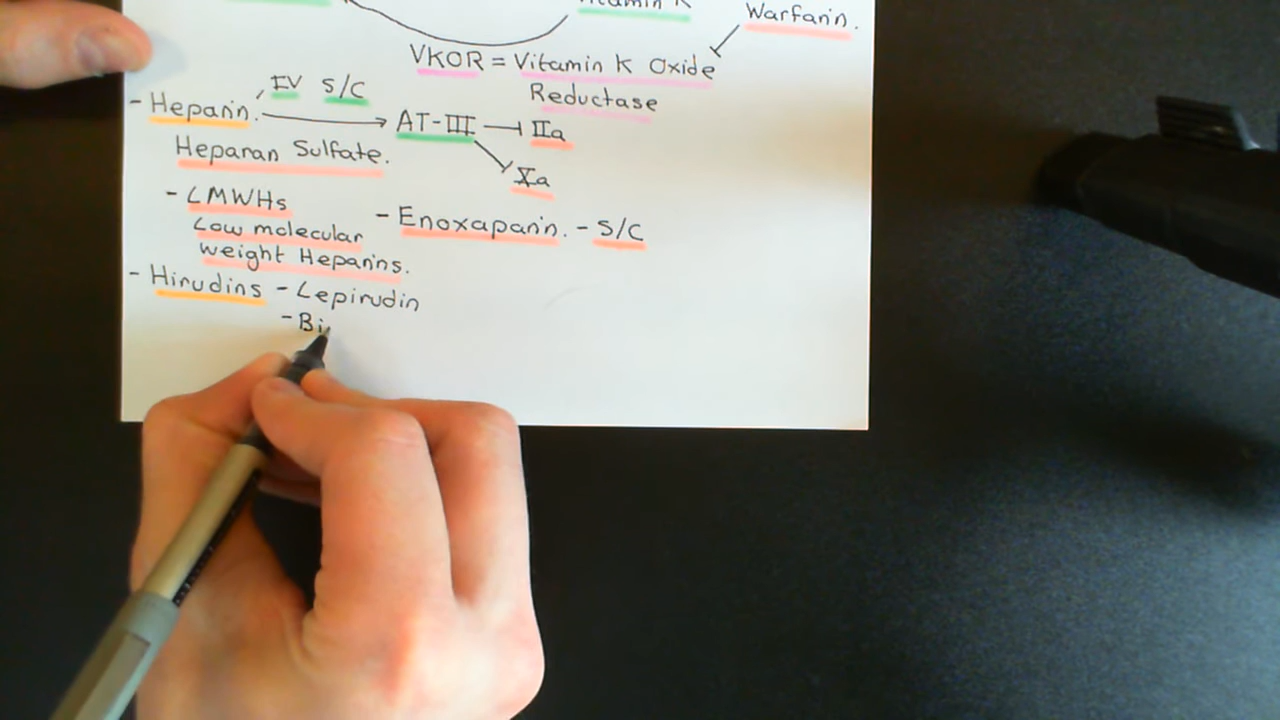 Warfarin.
VKOR = Vitamin K Oxide
Reductase
- Heparin. IV S/C AT-III IIa
Heparan Sulfate.
Xa
- LMWHs - Enoxaparin. - S/C
Low molecular
weight Heparins.
- Hirudins - Lepirudin
- Bi